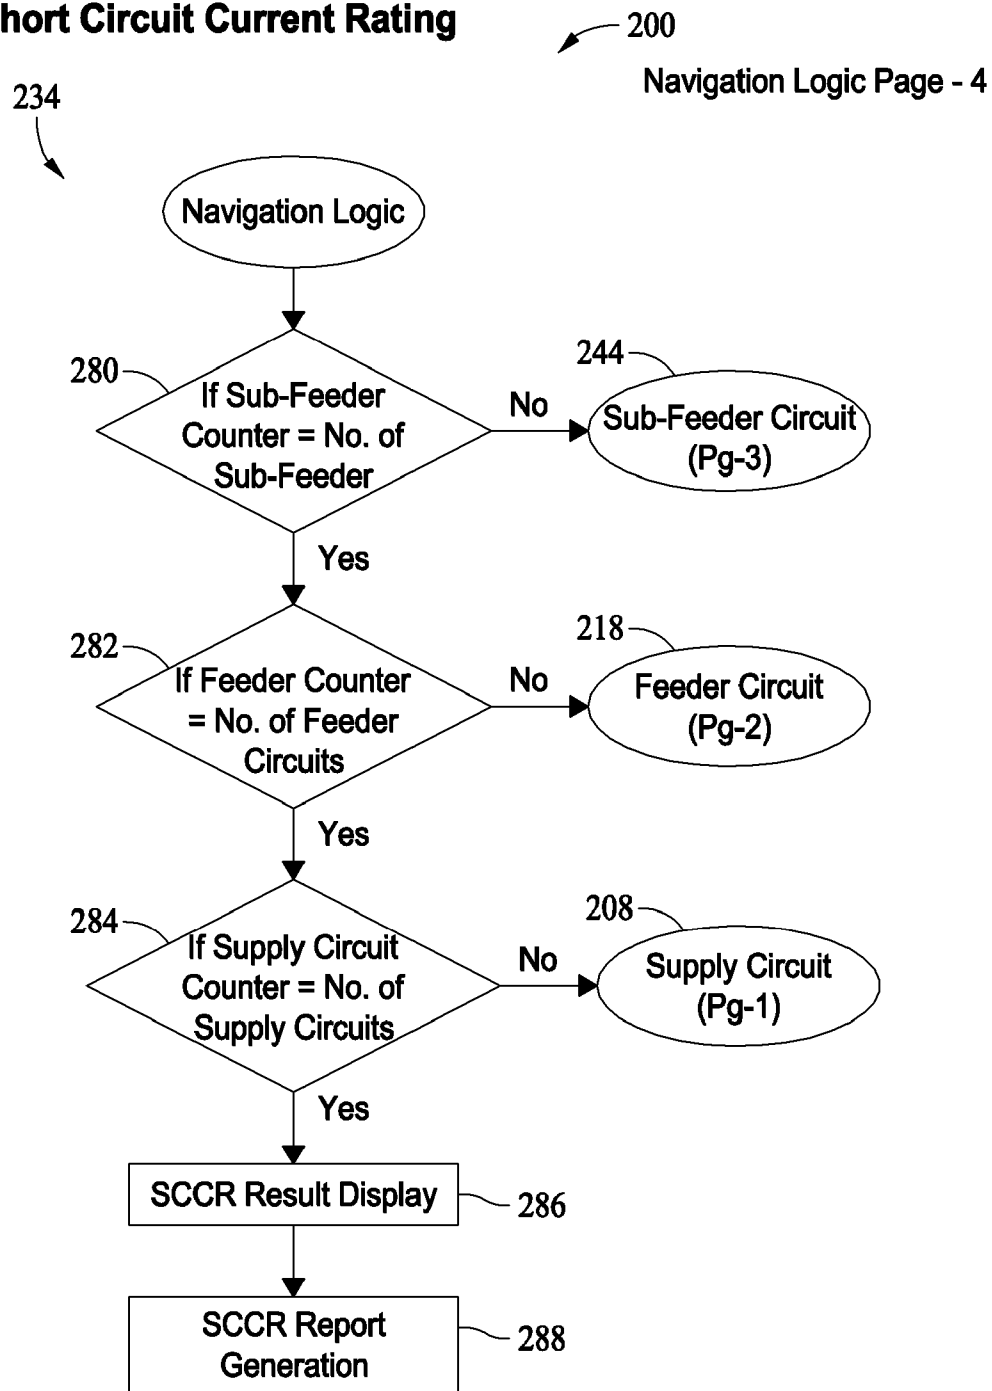 hort Circuit Current Rating
200
Navigation Logic Page - 4
234
Navigation Logic
280
If Sub-Feeder
Counter = No. of
Sub-Feeder
No
244
Sub-Feeder Circuit
(Pg-3)
Yes
282
If Feeder Counter
= No. of Feeder
Circuits
No
218
Feeder Circuit
(Pg-2)
Yes
284
If Supply Circuit
Counter = No. of
Supply Circuits
No
208
Supply Circuit
(Pg-1)
Yes
SCCR Result Display
286
SCCR Report
Generation
288